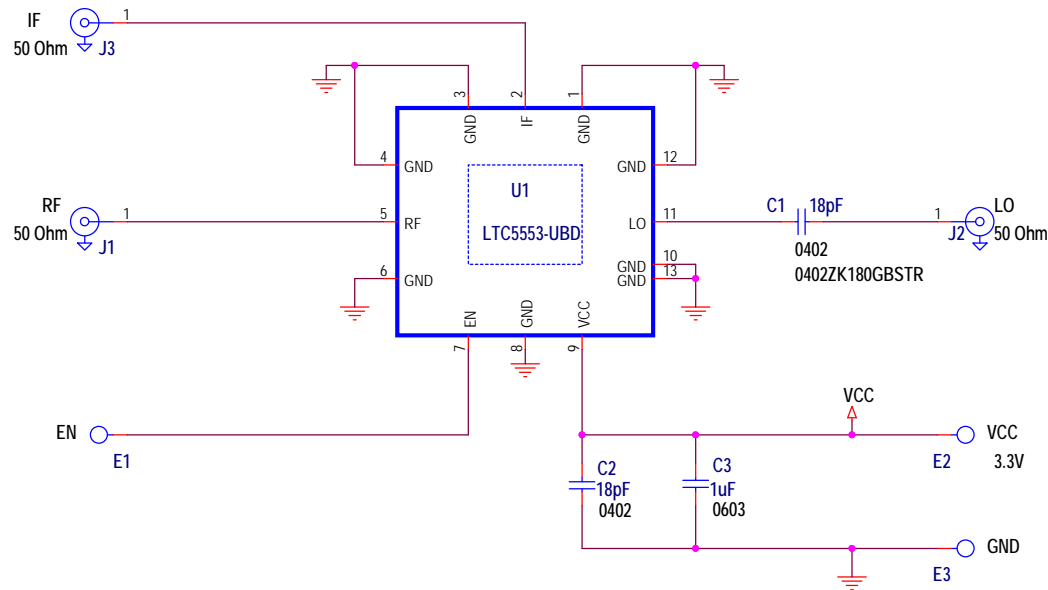 IF
50 Ohm
J3
1
3
2
1
GND
IF
GND
4
GND
GND
12
U1
RF
50 Ohm
J1
1
5
RF
LTC5553-UBD
LO
11
C1
18pF
0402
0402ZK180GBSTR
1
J2
LO
50 Ohm
6
GND
GND
10
GND
13
EN
GND
VCC
7
8
9
EN
E1
VCC
E2
VCC
3.3V
C2
18pF
0402
C3
1uF
0603
GND
E3